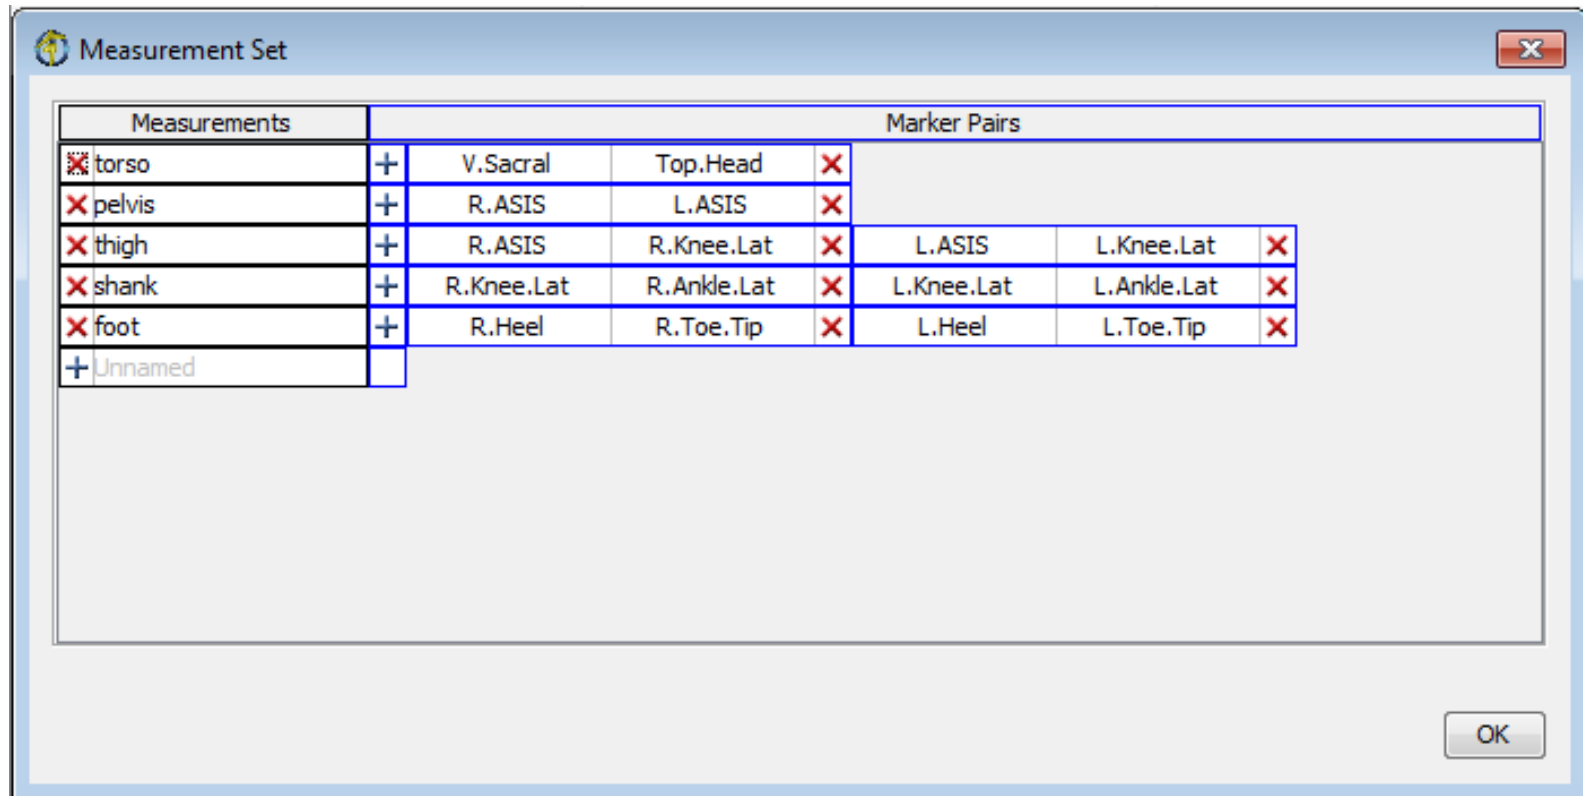 Measurement Set
Measurements Marker Pairs
torso V.Sacral Top.Head
pelvis R.ASIS L.ASIS
thigh R.ASIS R.Knee.Lat L.ASIS L.Knee.Lat
shank R.Knee.Lat R.Ankle.Lat L.Knee.Lat L.Ankle.Lat
foot R.Heel R.Toe.Tip L.Heel L.Toe.Tip
Unnamed
OK